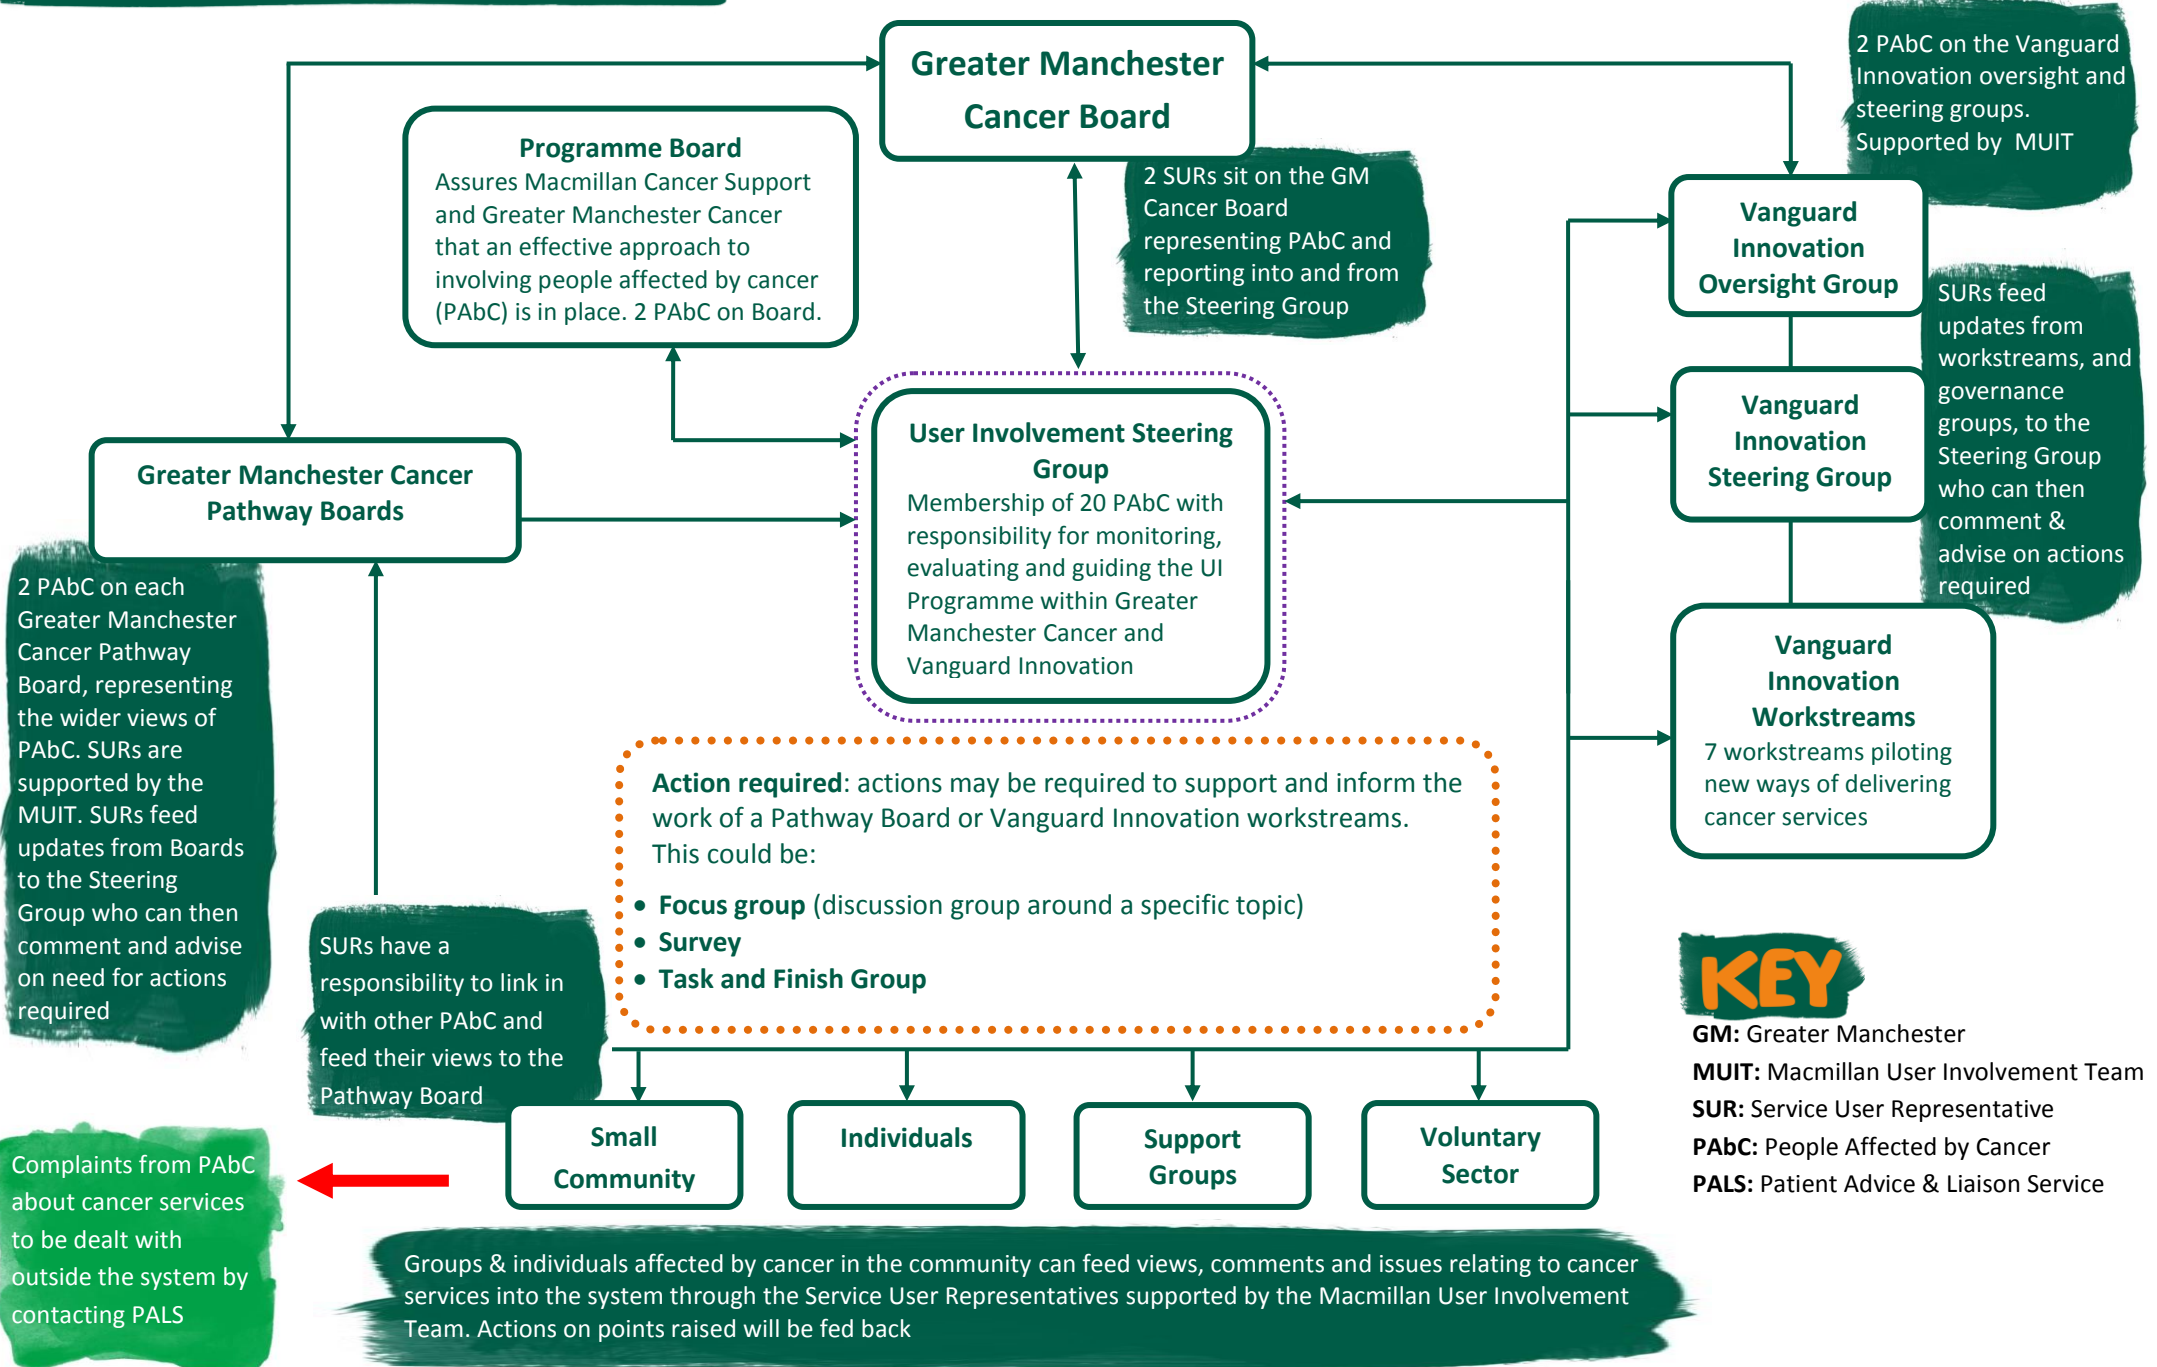 Greater Manchester
Cancer Board
2 PAbC on the Vanguard
Innovation oversight and
steering groups.
Supported by MUIT
Programme Board
Assures Macmillan Cancer Support
and Greater Manchester Cancer
that an effective approach to
involving people affected by cancer
(PAbC) is in place. 2 PAbC on Board.
2 SURs sit on the GM
Cancer Board
representing PAbC and
reporting into and from
the Steering Group
Vanguard
Innovation
Oversight Group
SURs feed
updates from
workstreams, and
governance
groups, to the
Steering Group
who can then
comment &
advise on actions
required
Vanguard
Innovation
Steering Group
User Involvement Steering
Group
Membership of 20 PAbC with
responsibility for monitoring,
evaluating and guiding the UI
Programme within Greater
Manchester Cancer and
Vanguard Innovation
Greater Manchester Cancer
Pathway Boards
2 PAbC on each
Greater Manchester
Cancer Pathway
Board, representing
the wider views of
PAbC. SURs are
supported by the
MUIT. SURs feed
updates from Boards
to the Steering
Group who can then
comment and advise
on need for actions
required
Vanguard
Innovation
Workstreams
7 workstreams piloting
new ways of delivering
cancer services
Action required: actions may be required to support and inform the
work of a Pathway Board or Vanguard Innovation workstreams.
This could be:
• Focus group (discussion group around a specific topic)
• Survey
• Task and Finish Group
SURs have a
responsibility to link in
with other PAbC and
feed their views to the
Pathway Board
KEY
GM: Greater Manchester
MUIT: Macmillan User Involvement Team
SUR: Service User Representative
PAbC: People Affected by Cancer
PALS: Patient Advice & Liaison Service
Small
Community
Individuals
Support
Groups
Voluntary
Sector
Complaints from PAbC
about cancer services
to be dealt with
outside the system by
contacting PALS
Groups & individuals affected by cancer in the community can feed views, comments and issues relating to cancer
services into the system through the Service User Representatives supported by the Macmillan User Involvement
Team. Actions on points raised will be fed back